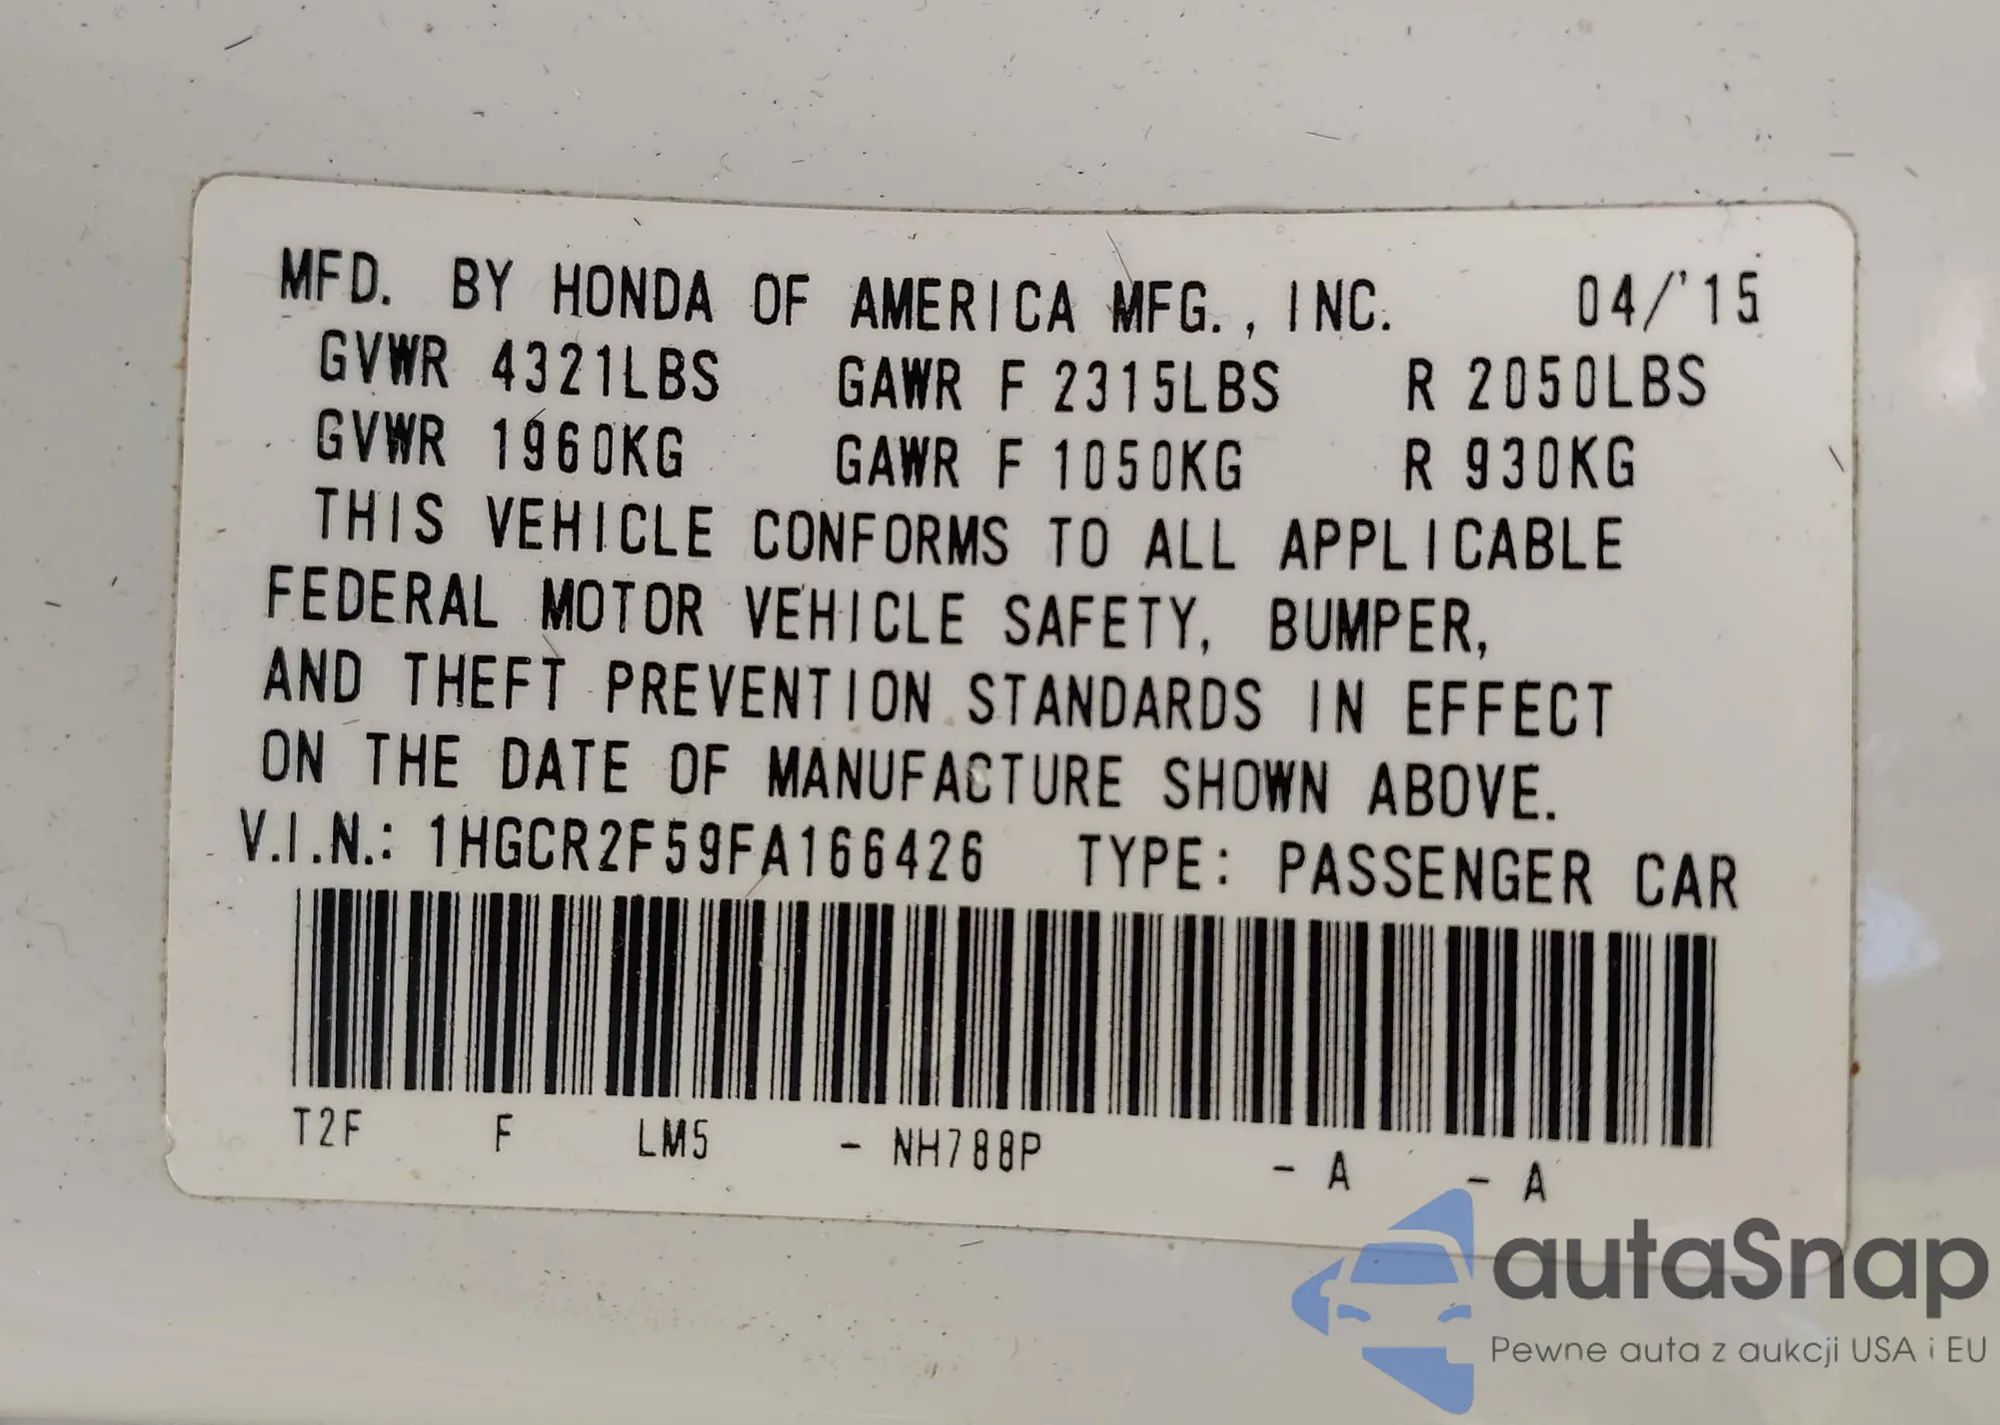 MFD. BY HONDA OF AMERICA MFG., INC. 04/'15
GVWR 4321LBS GAWR F 2315LBS R 2050LBS
GVWR 1960KG GAWR F 1050KG R 930KG
THIS VEHICLE CONFORMS TO ALL APPLICABLE
FEDERAL MOTOR VEHICLE SAFETY, BUMPER,
AND THEFT PREVENTION STANDARDS IN EFFECT
ON THE DATE OF MANUFACTURE SHOWN ABOVE.
V.I.N.: 1HGCR2F59FA166426 TYPE: PASSENGER CAR
T2F F LM5 - NH788P - A - A
autaSnap
Pewne auta z aukcji USA i EU